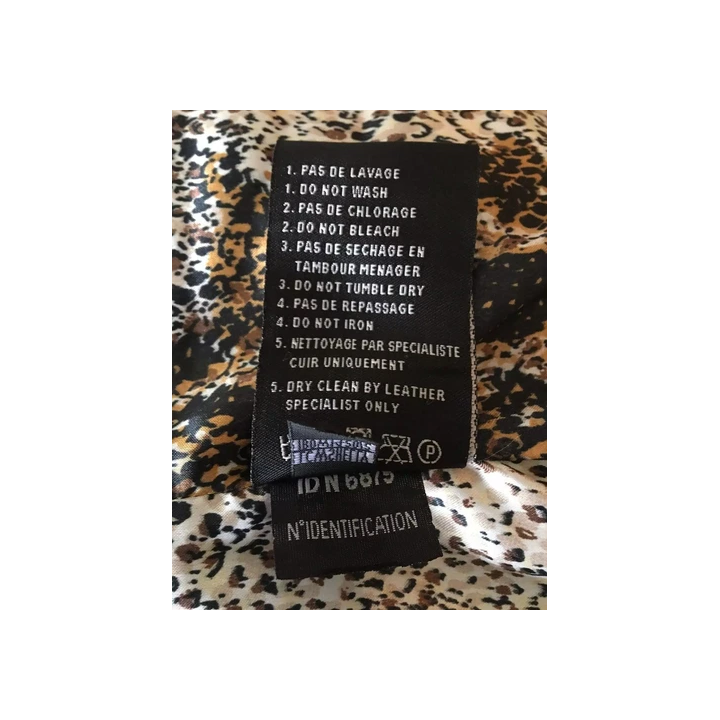 1. PAS DE LAVAGE
1. DO NOT WASH
2. PAS DE CHLORAGE
2. DO NOT BLEACH
3. PAS DE SECHAGE EN
TAMBOUR MENAGER
3. DO NOT TUMBLE DRY
4. PAS DE REPASSAGE
4. DO NOT IRON
5. NETTOYAGE PAR SPECIALISTE
CUIR UNIQUEMENT
5. DRY CLEAN BY LEATHER
SPECIALIST ONLY
P
ID N 6875
N°IDENTIFICATION